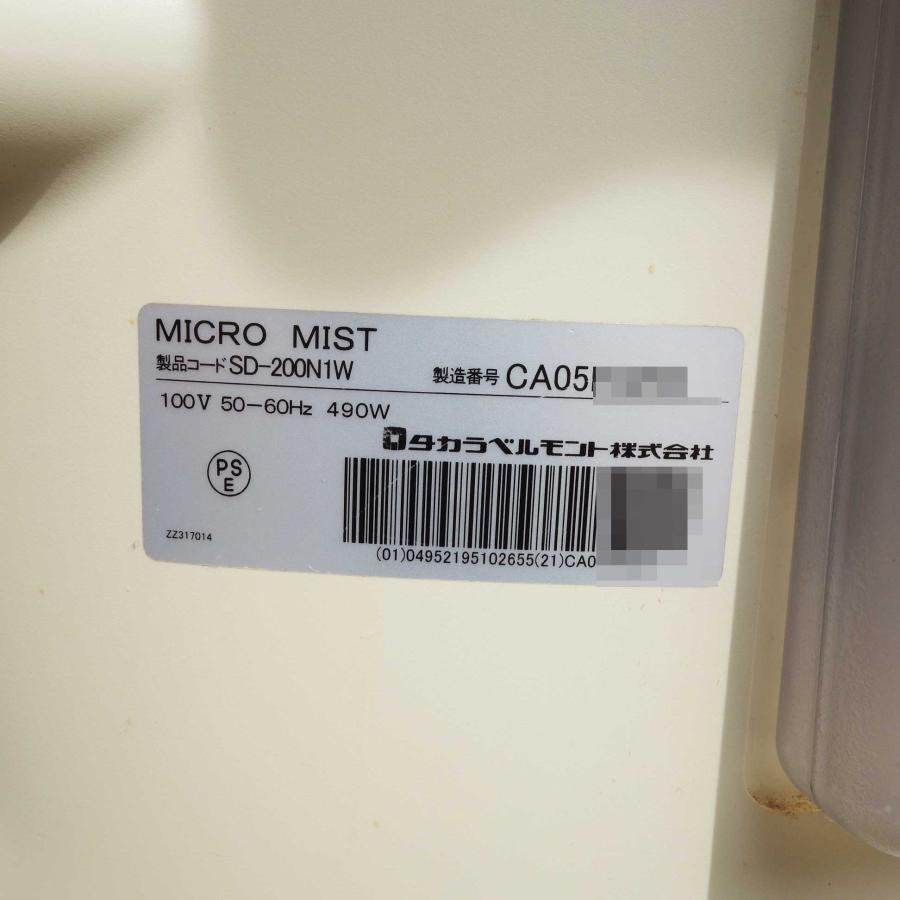 MICRO MIST
製品コード SD-200N1W 製造番号 CA05
100V 50-60Hz 490W
タカラベルモント株式会社
PS
E
ZZ317014
(01)04952195102655(21)CA0